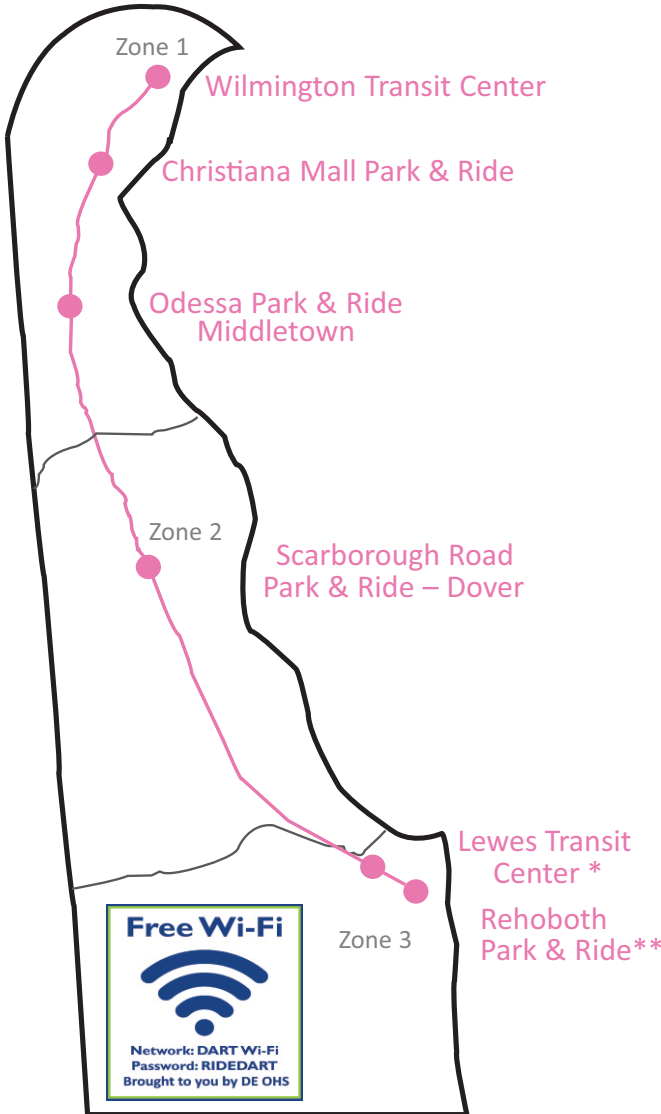 Zone 1
Wilmington Transit Center
Christiana Mall Park & Ride
Odessa Park & Ride
Middletown
Zone 2
Scarborough Road
Park & Ride – Dover
Lewes Transit
Center *
Rehoboth
Park & Ride**
Zone 3
Free Wi-Fi
Network: DART Wi-Fi
Password: RIDEDART
Brought to you by DE OHS